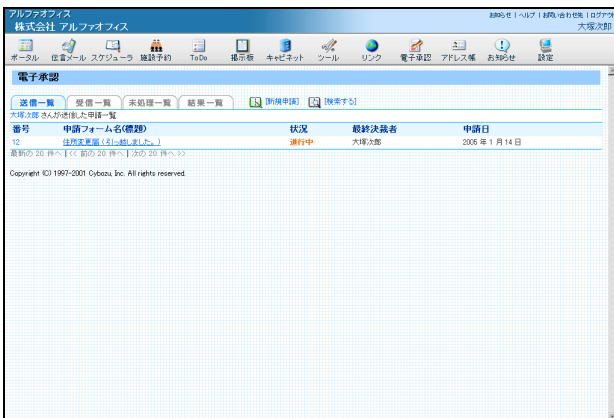 アルファオフィス
お知らせ | ヘルプ | お問い合わせ先 | ログアウト
株式会社 アルファオフィス
大塚次郎
ポータル 伝言メール スケジューラ 施設予約 ToDo 掲示板 キャビネット ツール リンク 電子承認 アドレス帳 お知らせ 設定
電子承認
送信一覧 受信一覧 未処理一覧 結果一覧 [新規申請] [検索する]
大塚次郎 さんが送信した申請一覧
番号 申請フォーム名(標題) 状況 最終決裁者 申請日
12 住所変更届(引っ越しました。) 進行中 大塚次郎 2005 年 1 月 14 日
最新の 20 件へ | << 前の 20 件へ | 次の 20 件へ >>
Copyright (C) 1997-2001 Cybozu, Inc. All rights reserved.